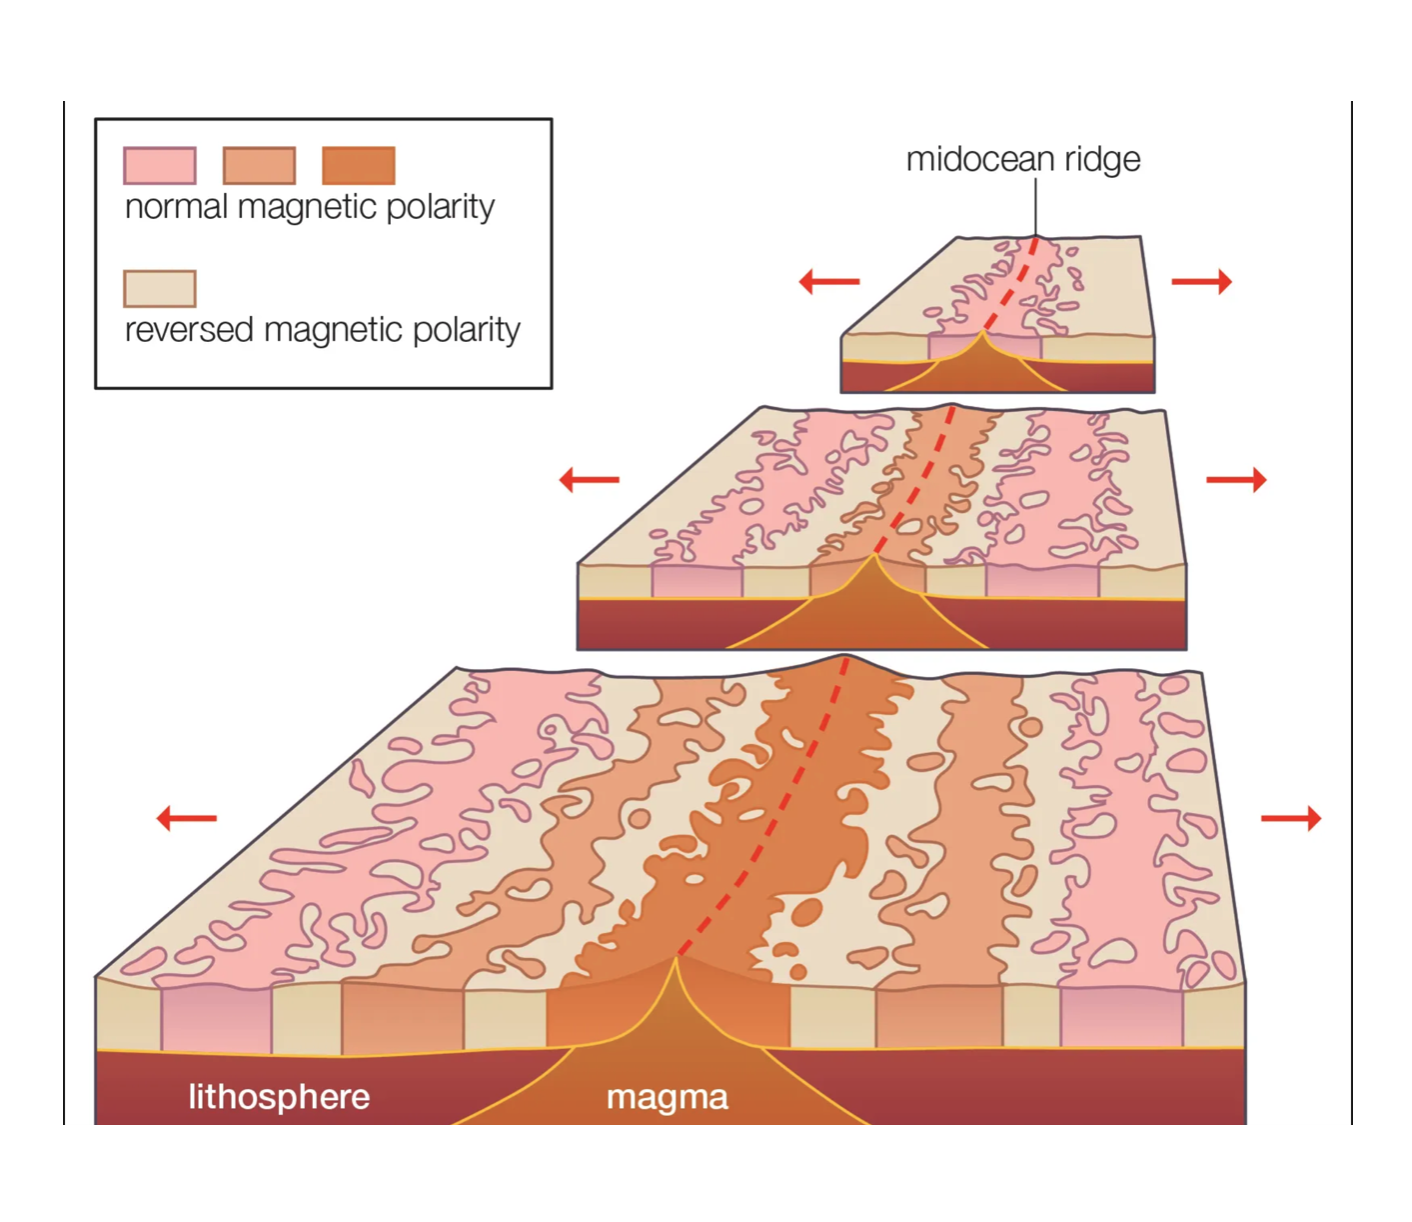 normal magnetic polarity
reversed magnetic polarity
midocean ridge
lithosphere
magma